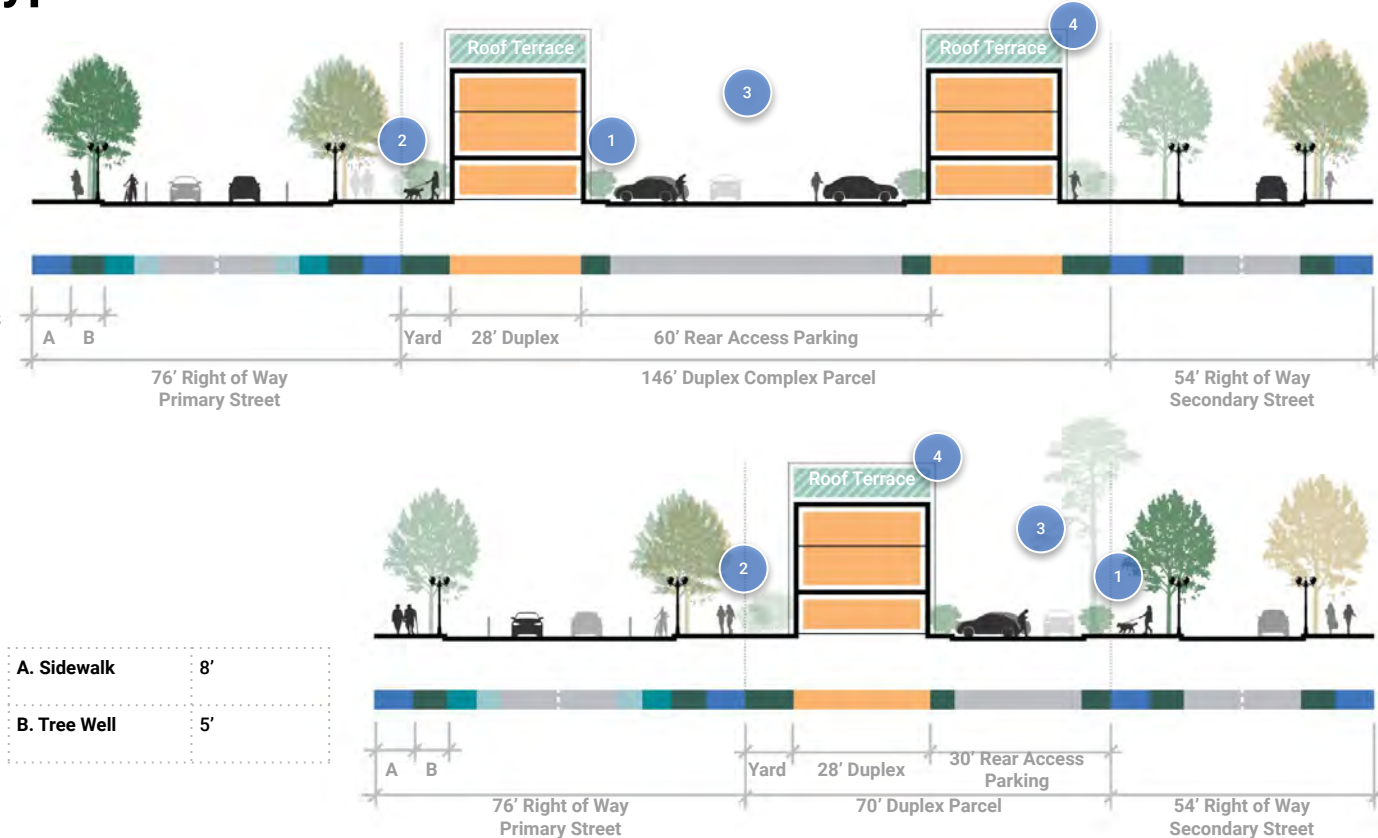 Roof Terrace
Roof Terrace
4
3
2
1
A
B
Yard
28’ Duplex
60’ Rear Access Parking
76’ Right of Way
Primary Street
146’ Duplex Complex Parcel
54’ Right of Way
Secondary Street
4
Roof Terrace
3
2
1
A. Sidewalk 8’
B. Tree Well 5’
A
B
Yard
28’ Duplex
30’ Rear Access
Parking
76’ Right of Way
Primary Street
70’ Duplex Parcel
54’ Right of Way
Secondary Street